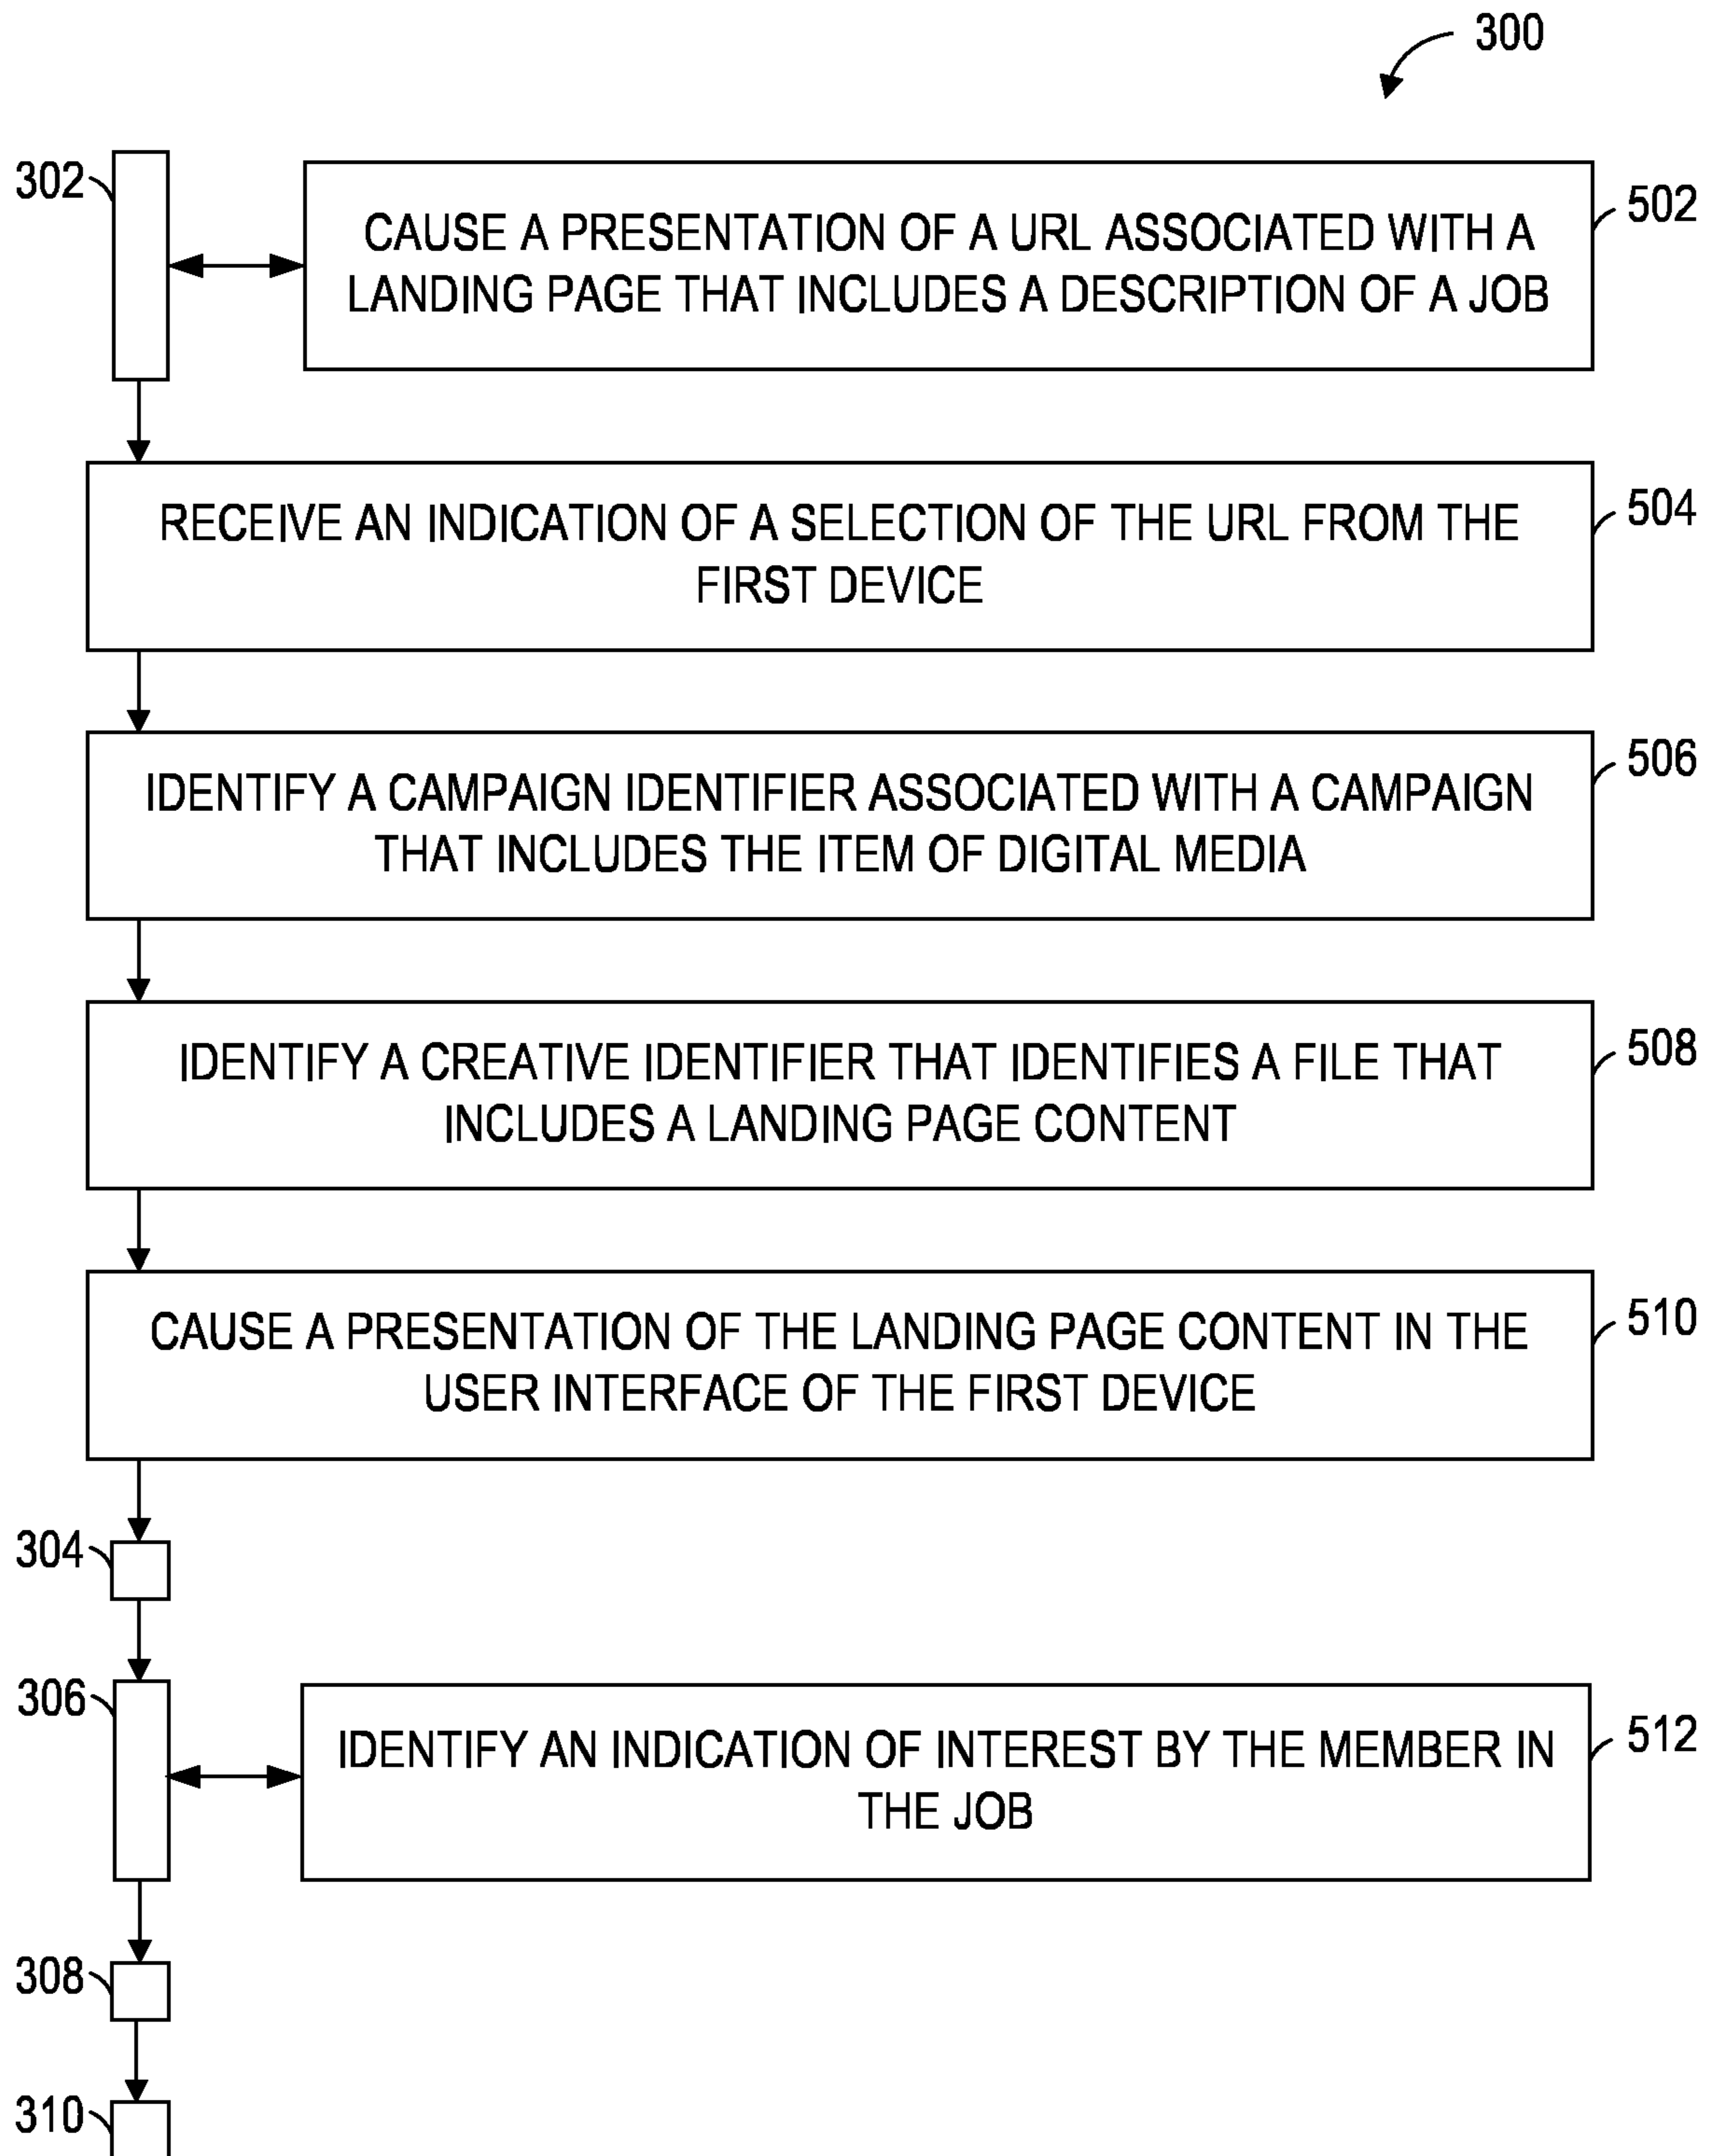 300
302
CAUSE A PRESENTATION OF A URL ASSOCIATED WITH A
LANDING PAGE THAT INCLUDES A DESCRIPTION OF A JOB
502
RECEIVE AN INDICATION OF A SELECTION OF THE URL FROM THE
FIRST DEVICE
504
IDENTIFY A CAMPAIGN IDENTIFIER ASSOCIATED WITH A CAMPAIGN
THAT INCLUDES THE ITEM OF DIGITAL MEDIA
506
IDENTIFY A CREATIVE IDENTIFIER THAT IDENTIFIES A FILE THAT
INCLUDES A LANDING PAGE CONTENT
508
CAUSE A PRESENTATION OF THE LANDING PAGE CONTENT IN THE
USER INTERFACE OF THE FIRST DEVICE
510
304
306
IDENTIFY AN INDICATION OF INTEREST BY THE MEMBER IN
THE JOB
512
308
310